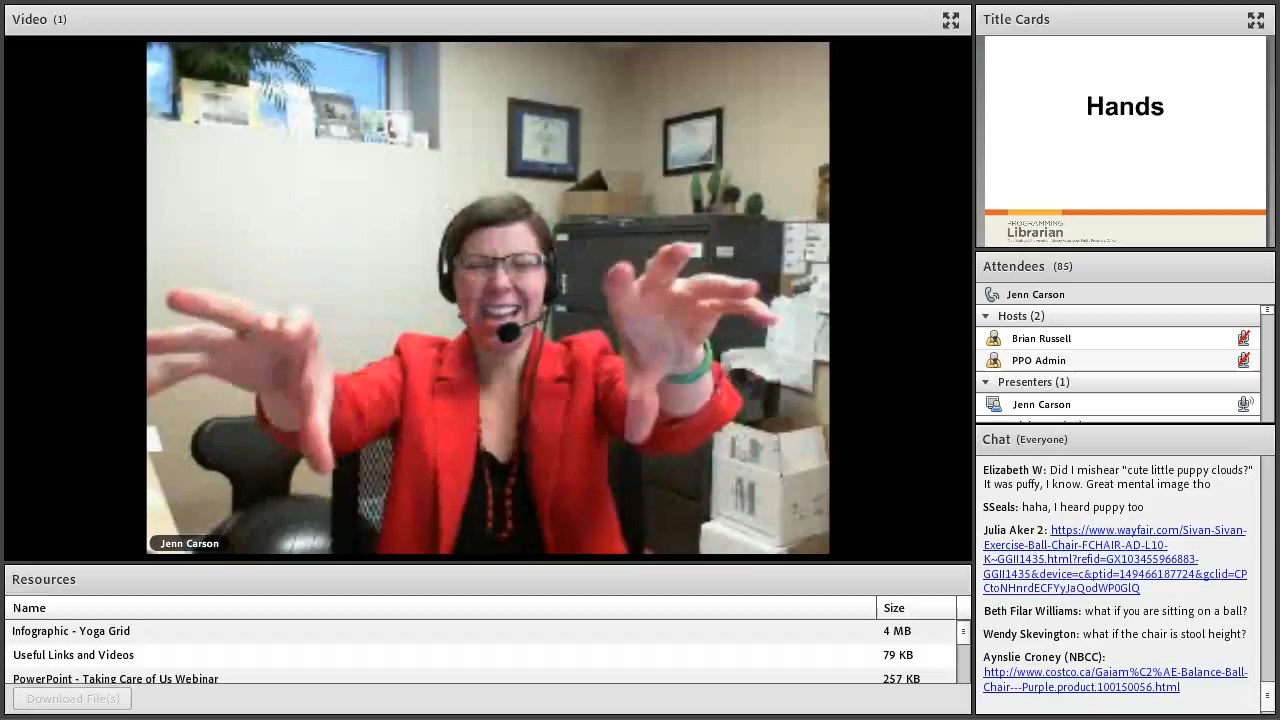 Video (1)
Jenn Carson
Resources
Name Size
Infographic - Yoga Grid 4 MB
Useful Links and Videos 79 KB
PowerPoint - Taking Care of Us Webinar 257 KB
Download File(s)
Title Cards
Hands
PROGRAMMING
Librarian
Attendees (85)
Jenn Carson
Hosts (2)
Brian Russell
PPO Admin
Presenters (1)
Jenn Carson
Chat (Everyone)
Elizabeth W: Did I mishear "cute little puppy clouds?"
It was puffy, I know. Great mental image tho
SSeals: haha, I heard puppy too
Julia Aker 2: https://www.wayfair.com/Sivan-Sivan-
Exercise-Ball-Chair-FCHAIR-AD-L10-
K~GGII1435.html?refid=GX103455966883-
GGII1435&device=c&ptid=149466187724&gclid=CP
CtoNHnrdECFYyJaQodWP0GlQ
Beth Filar Williams: what if you are sitting on a ball?
Wendy Skevington: what if the chair is stool height?
Aynslie Croney (NBCC):
http://www.costco.ca/Gaiam%C2%AE-Balance-Ball-
Chair---Purple.product.100150056.html